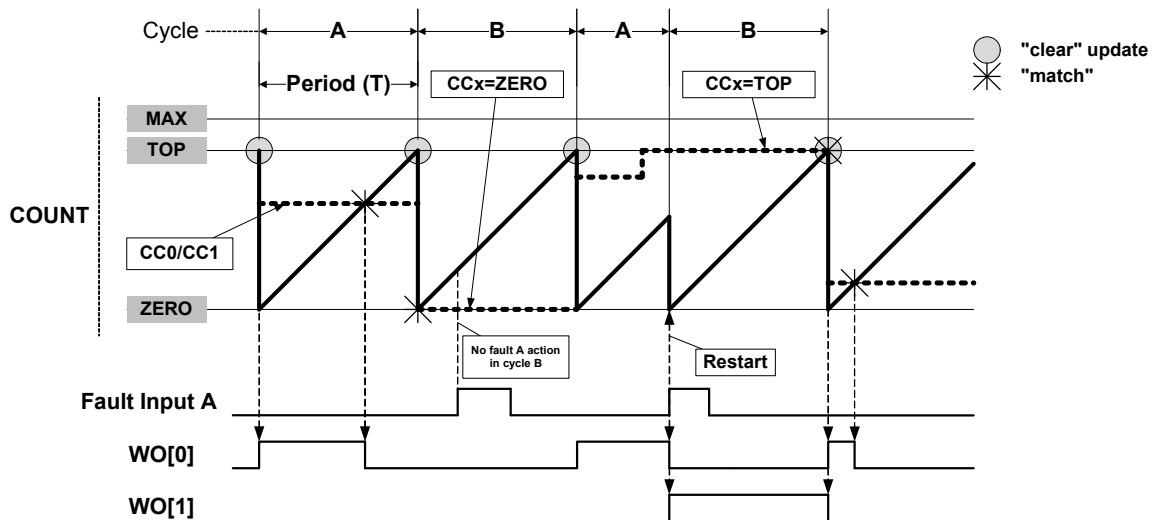 Cycle
A
B
A
B
"clear" update
"match"
Period (T)
CCx=ZERO
CCx=TOP
MAX
TOP
COUNT
CC0/CC1
ZERO
No fault A action
in cycle B
Restart
Fault Input A
WO[0]
WO[1]